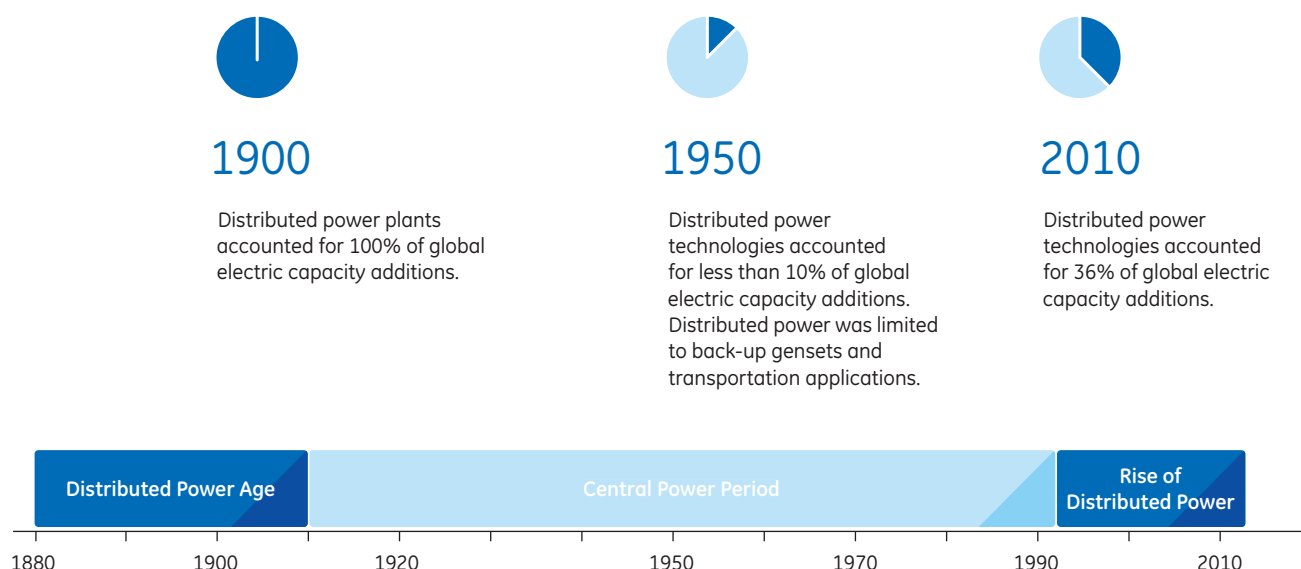 1900
Distributed power plants
accounted for 100% of global
electric capacity additions.
1950
Distributed power
technologies accounted
for less than 10% of global
electric capacity additions.
Distributed power was limited
to back-up gensets and
transportation applications.
2010
Distributed power
technologies accounted
for 36% of global electric
capacity additions.
Distributed Power Age
Central Power Period
Rise of
Distributed Power
1880
1900
1920
1950
1970
1990
2010